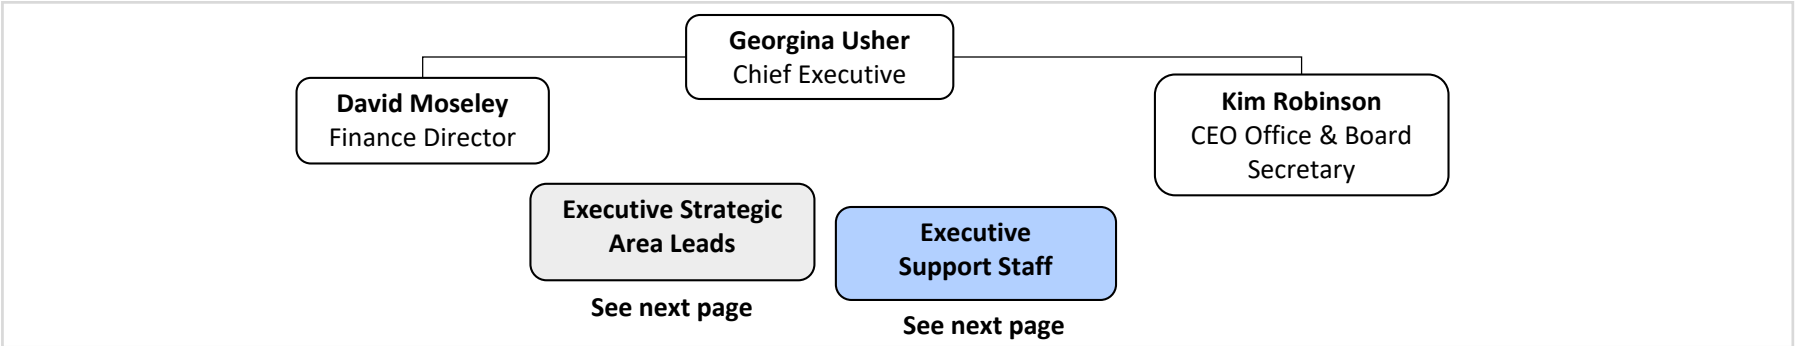 Georgina Usher
Chief Executive
David Moseley
Finance Director
Kim Robinson
CEO Office & Board
Secretary
Executive Strategic
Area Leads
See next page
Executive
Support Staff
See next page